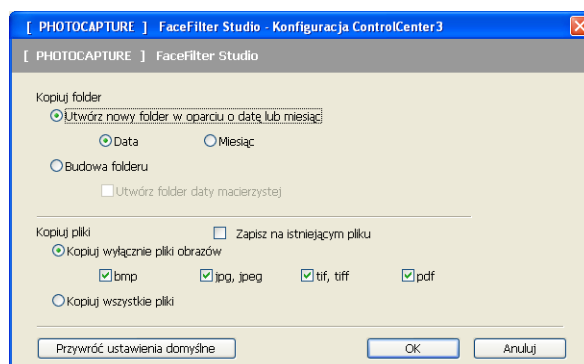 [ PHOTOCAPTURE ] FaceFilter Studio - Konfiguracja ControlCenter3
[ PHOTOCAPTURE ] FaceFilter Studio
Kopiuj folder
Utwórz nowy folder w oparciu o datę lub miesiąc
Data Miesiąc
Budowa folderu
Utwórz folder daty macierzystej
Kopiuj pliki Zapisz na istniejącym pliku
Kopiuj wyłącznie pliki obrazów
bmp jpg, jpeg tif, tiff pdf
Kopiuj wszystkie pliki
Przywróć ustawienia domyślne OK Anuluj